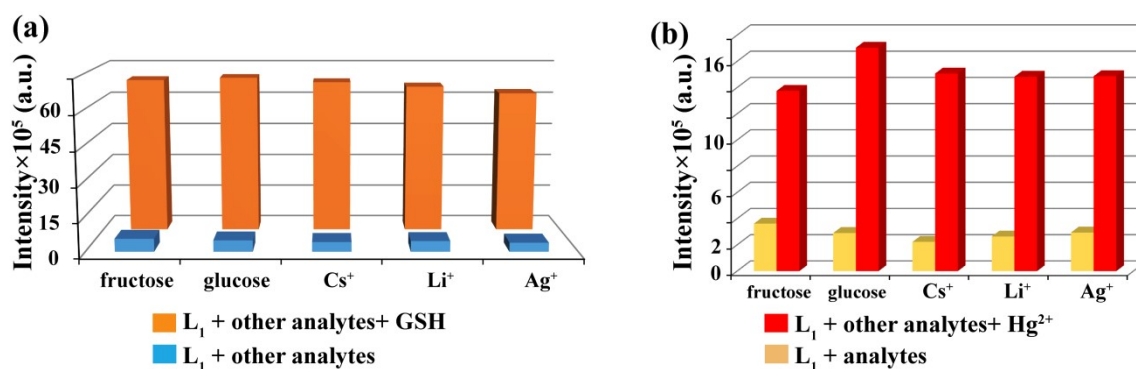 (a)
Intensity×10⁵ (a.u.)
60
45
30
15
0
fructose glucose Cs⁺ Li⁺ Ag⁺
L₁ + other analytes+ GSH
L₁ + other analytes
(b)
Intensity×10⁵ (a.u.)
16
10
6
2
0
fructose glucose Cs⁺ Li⁺ Ag⁺
L₁ + other analytes+ Hg²⁺
L₁ + analytes